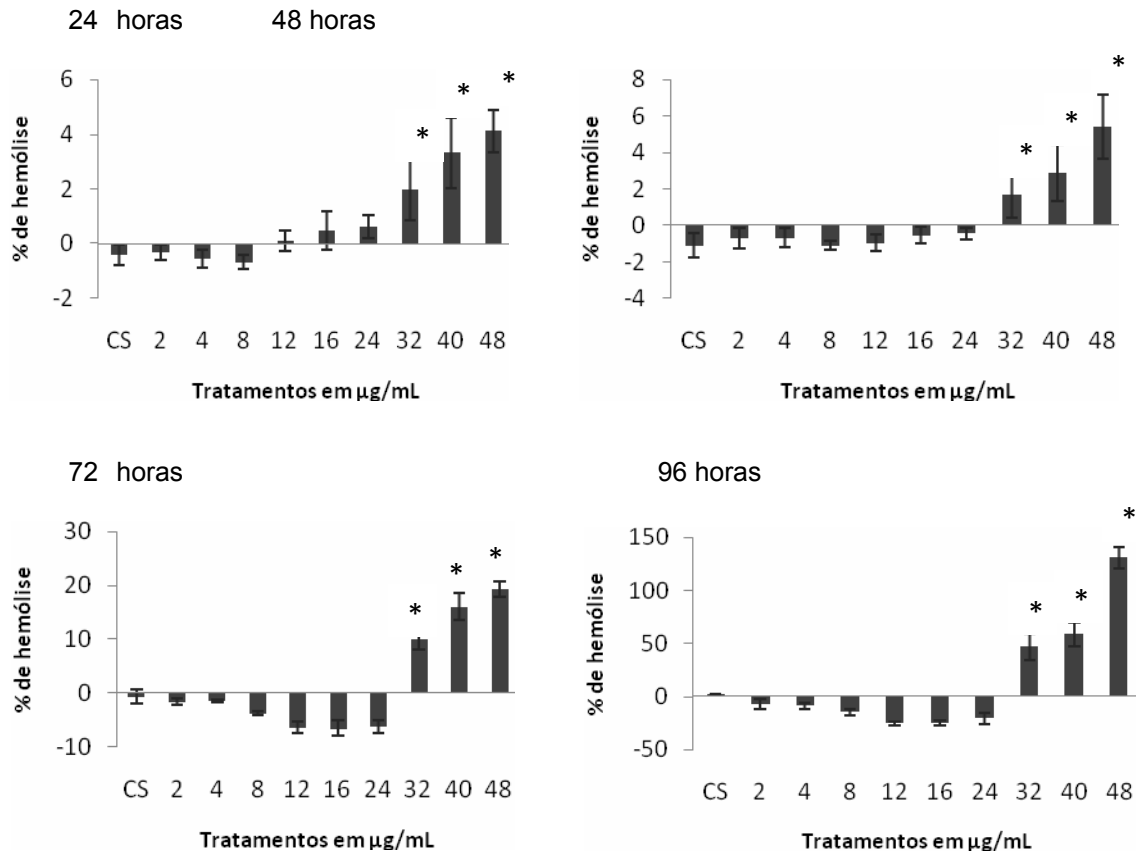 24 horas 48 horas
% de hemólise
6
4
2
0
-2
* * *
CS 2 4 8 12 16 24 32 40 48
Tratamentos em µg/mL
% de hemólise
8
6
4
2
0
-2
-4
* * *
CS 2 4 8 12 16 24 32 40 48
Tratamentos em µg/mL
72 horas
% de hemólise
30
20
10
0
-10
* * *
CS 2 4 8 12 16 24 32 40 48
Tratamentos em µg/mL
96 horas
% de hemólise
150
100
50
0
-50
* * *
CS 2 4 8 12 16 24 32 40 48
Tratamentos em µg/mL